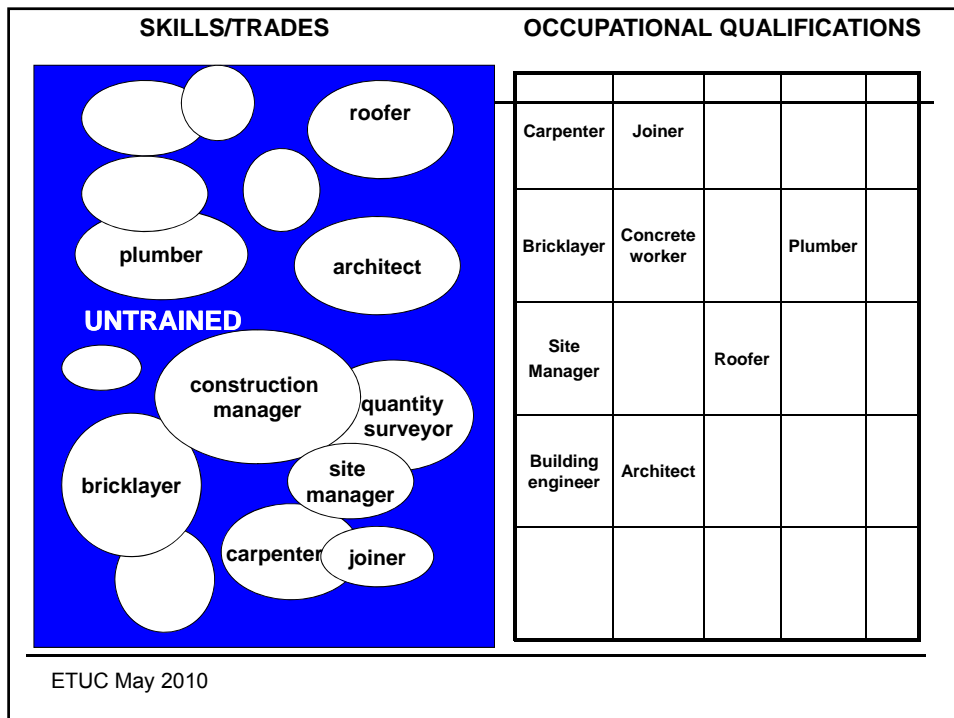 SKILLS/TRADES
OCCUPATIONAL QUALIFICATIONS
roofer
plumber
architect
UNTRAINED
construction
manager
quantity
surveyor
site
manager
bricklayer
carpenter
joiner
Carpenter
Joiner
Bricklayer
Concrete
worker
Plumber
Site
Manager
Roofer
Building
engineer
Architect
ETUC May 2010